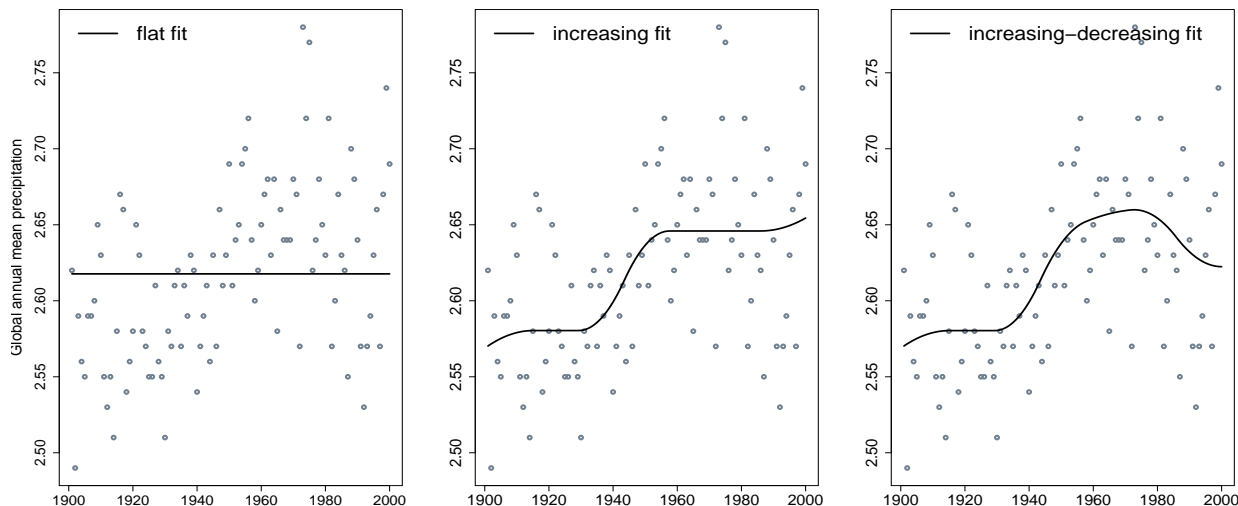 flat fit
increasing fit
increasing−decreasing fit
Global annual mean precipitation
2.75
2.70
2.65
2.60
2.55
2.50
1900 1920 1940 1960 1980 2000
2.75
2.70
2.65
2.60
2.55
2.50
1900 1920 1940 1960 1980 2000
2.75
2.70
2.65
2.60
2.55
2.50
1900 1920 1940 1960 1980 2000